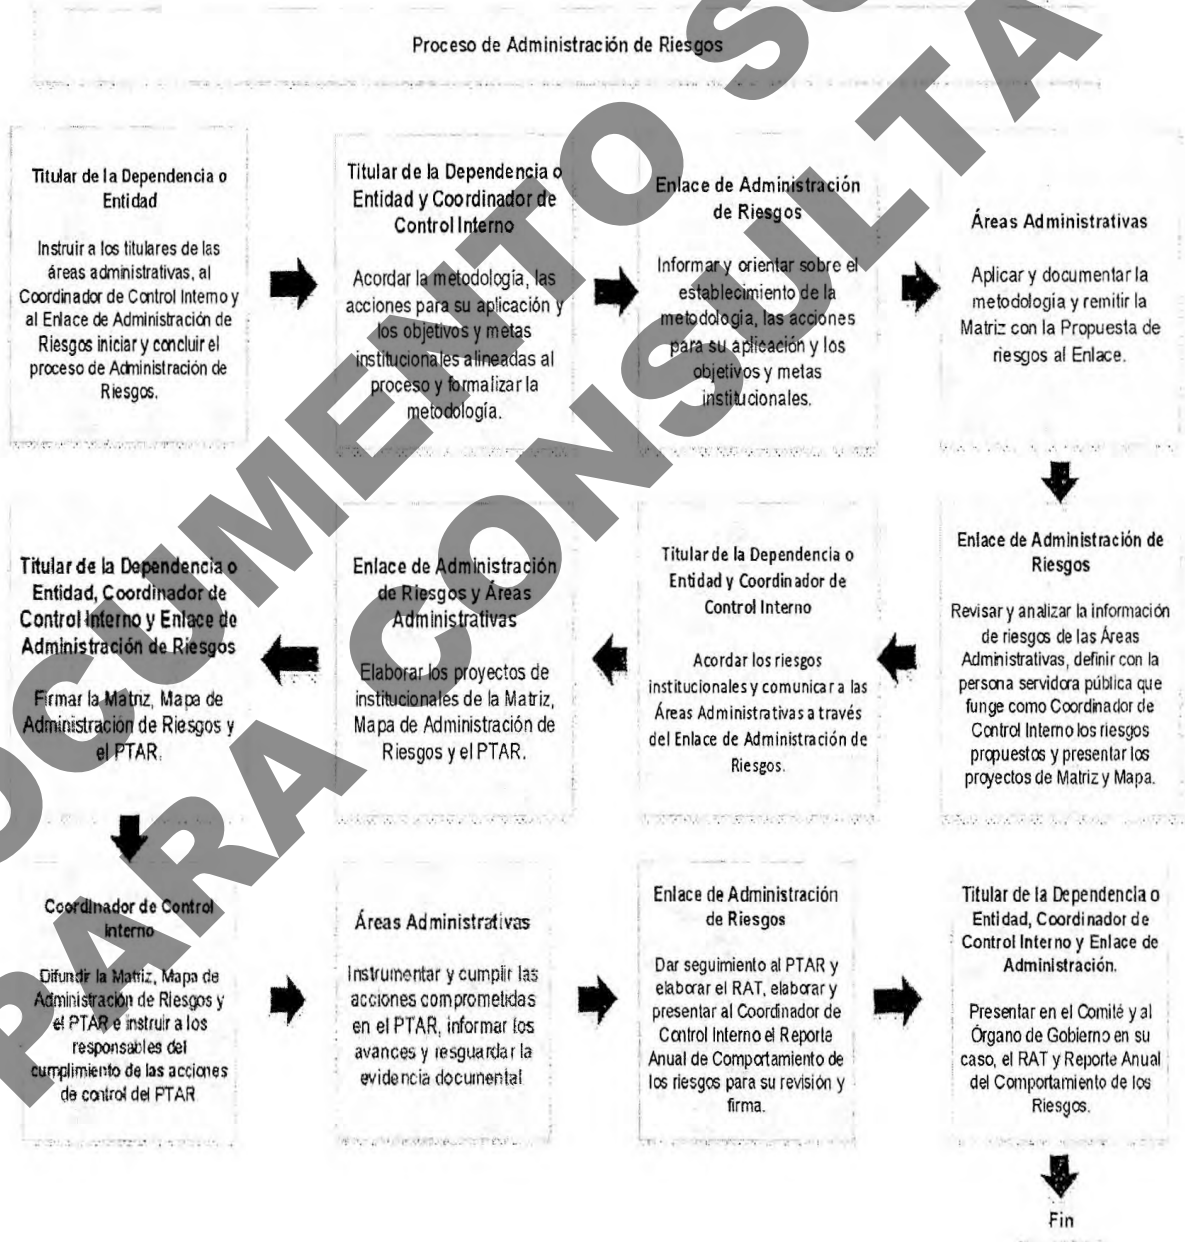 Proceso de Administración de Riesgos
Titular de la Dependencia o
Entidad
Instruir a los titulares de las
áreas administrativas, al
Coordinador de Control Interno y
al Enlace de Administración de
Riesgos iniciar y concluir el
proceso de Administración de
Riesgos.
Titular de la Dependencia o
Entidad y Coordinador de
Control Interno
Acordar la metodología, las
acciones para su aplicación y
los objetivos y metas
institucionales alineadas al
proceso y formalizar la
metodología.
Enlace de Administración
de Riesgos
Informar y orientar sobre el
establecimiento de la
metodología, las acciones
para su aplicación y los
objetivos y metas
institucionales.
Áreas Administrativas
Aplicar y documentar la
metodología y remitir la
Matriz con la Propuesta de
riesgos al Enlace.
Enlace de Administración de
Riesgos
Revisar y analizar la información
de riesgos de las Áreas
Administrativas, definir con la
persona servidora pública que
funge como Coordinador de
Control Interno los riesgos
propuestos y presentar los
proyectos de Matriz y Mapa.
Titular de la Dependencia o
Entidad y Coordinador de
Control Interno
Acordar los riesgos
institucionales y comunicar a las
Áreas Administrativas a través
del Enlace de Administración de
Riesgos.
Enlace de Administración
de Riesgos y Áreas
Administrativas
Elaborar los proyectos de
institucionales de la Matriz,
Mapa de Administración de
Riesgos y el PTAR.
Titular de la Dependencia o
Entidad, Coordinador de
Control Interno y Enlace de
Administración de Riesgos
Firmar la Matriz, Mapa de
Administración de Riesgos y
el PTAR.
Coordinador de Control
Interno
Difundir la Matriz, Mapa de
Administración de Riesgos y
el PTAR e instruir a los
responsables del
cumplimiento de las acciones
de control del PTAR
Áreas Administrativas
Instrumentar y cumplir las
acciones comprometidas
en el PTAR, informar los
avances y resguardar la
evidencia documental
Enlace de Administración
de Riesgos
Dar seguimiento al PTAR y
elaborar el RAT, elaborar y
presentar al Coordinador de
Control Interno el Reporte
Anual de Comportamiento de
los riesgos para su revisión y
firma.
Titular de la Dependencia o
Entidad, Coordinador de
Control Interno y Enlace de
Administración.
Presentar en el Comité y al
Órgano de Gobierno en su
caso, el RAT y Reporte Anual
del Comportamiento de los
Riesgos.
Fin
DOCUMENTO
PARA CONSULTA